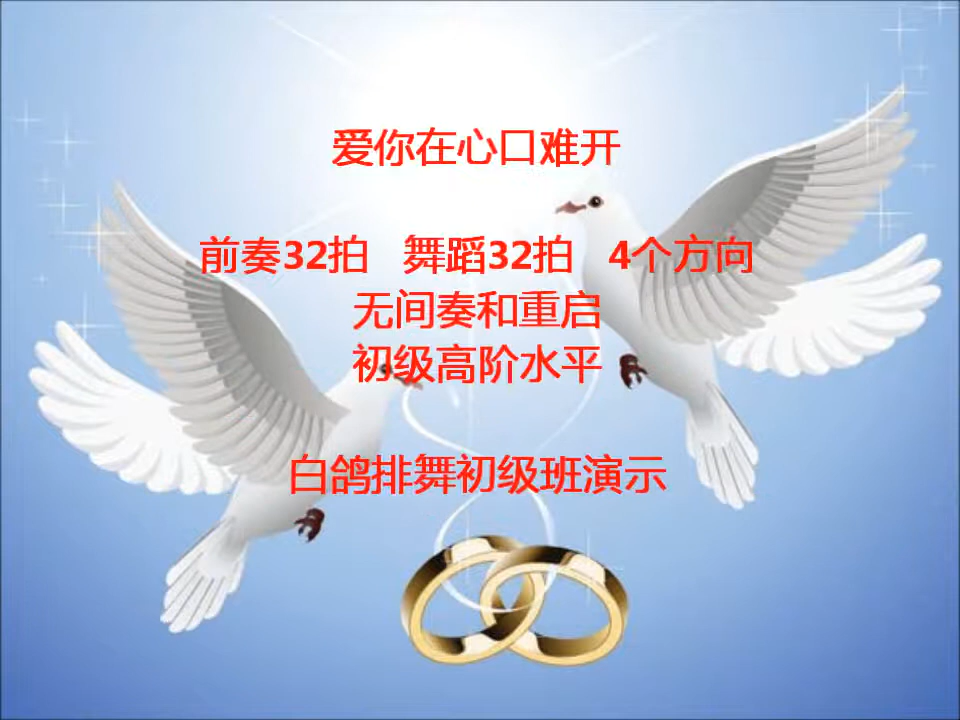 爱你在心口难开
前奏32拍 舞蹈32拍 4个方向
无间奏和重启
初级高阶水平
白鸽排舞初级班演示